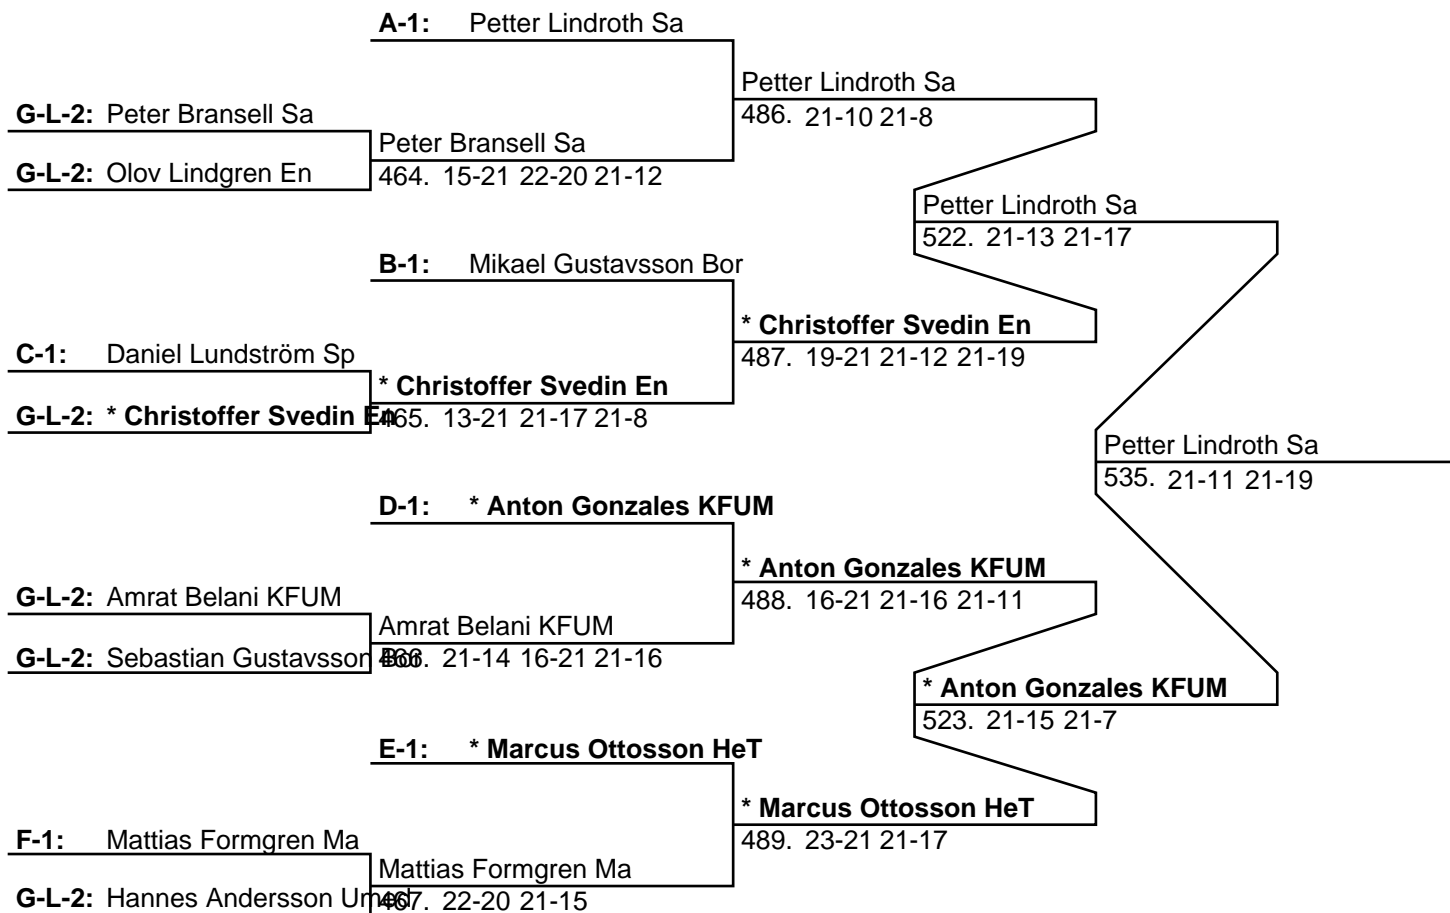 A-1: Petter Lindroth Sa
Petter Lindroth Sa
486. 21-10 21-8
G-L-2: Peter Bransell Sa
Peter Bransell Sa
G-L-2: Olov Lindgren En
464. 15-21 22-20 21-12
Petter Lindroth Sa
522. 21-13 21-17
B-1: Mikael Gustavsson Bor
* Christoffer Svedin En
487. 19-21 21-12 21-19
C-1: Daniel Lundström Sp
* Christoffer Svedin En
G-L-2: * Christoffer Svedin En
465. 13-21 21-17 21-8
Petter Lindroth Sa
535. 21-11 21-19
D-1: * Anton Gonzales KFUM
* Anton Gonzales KFUM
488. 16-21 21-16 21-11
G-L-2: Amrat Belani KFUM
Amrat Belani KFUM
G-L-2: Sebastian Gustavsson Bor
466. 21-14 16-21 21-16
* Anton Gonzales KFUM
523. 21-15 21-7
E-1: * Marcus Ottosson HeT
* Marcus Ottosson HeT
489. 23-21 21-17
F-1: Mattias Formgren Ma
Mattias Formgren Ma
G-L-2: Hannes Andersson
467. 22-20 21-15